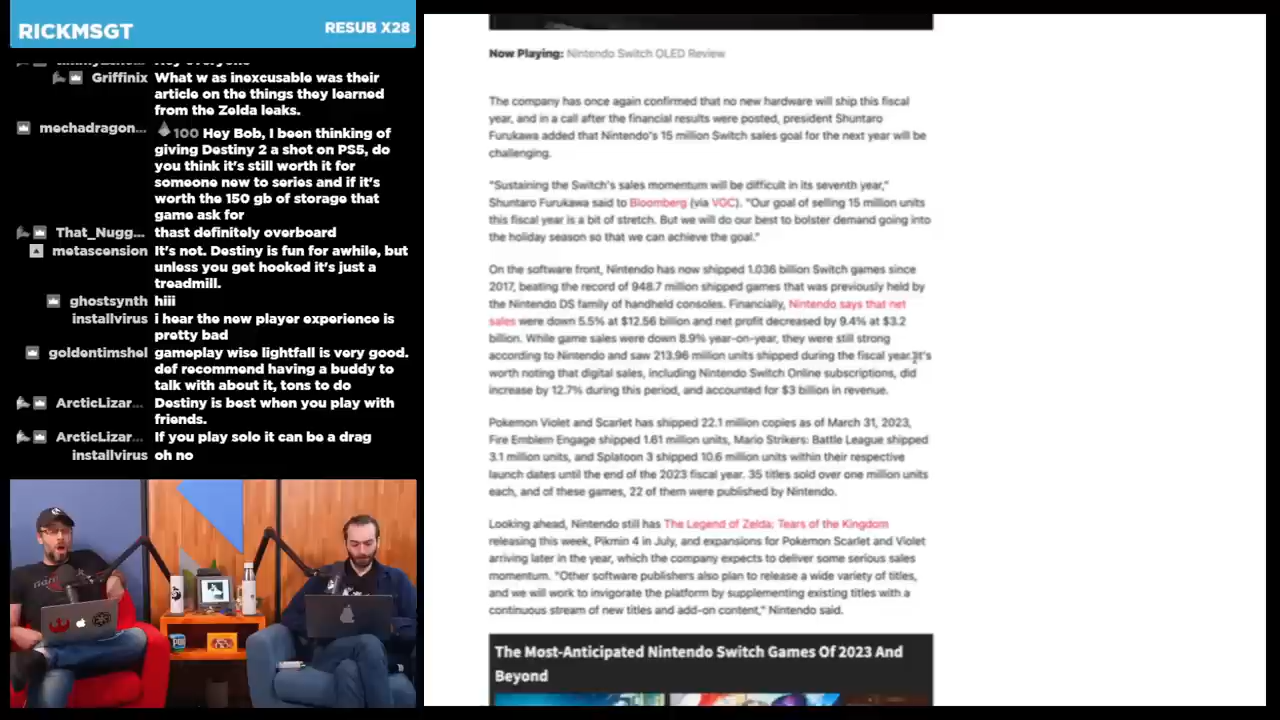 RICKMSGT
RESUB X28
Griffinix What w as inexcusable was their
article on the things they learned
from the Zelda leaks.
mechadragon... 100 Hey Bob, I been thinking of
giving Destiny 2 a shot on PS5, do
you think it's still worth it for
someone new to series and if it's
worth the 150 gb of storage that
game ask for
That_Nugg... thats definitely overboard
metascension It's not. Destiny is fun for awhile, but
unless you get hooked it's just a
treadmill.
ghostsynth hiii
installvirus i hear the new player experience is
pretty bad
goldentimshel gameplay wise lightfall is very good.
def recommend having a buddy to
talk with about it, tons to do
ArcticLizar... Destiny is best when you play with
friends.
ArcticLizar... If you play solo it can be a drag
installvirus oh no
Now Playing: Nintendo Switch OLED Review
The company has once again confirmed that no new hardware will ship this fiscal
year, and in a call after the financial results were posted, president Shuntaro
Furukawa added that Nintendo's 15 million Switch sales goal for the next year will be
challenging.
"Sustaining the Switch's sales momentum will be difficult in its seventh year,"
Shuntaro Furukawa said to Bloomberg (via VGC). "Our goal of selling 15 million units
this fiscal year is a bit of stretch. But we will do our best to bolster demand going into
the holiday season so that we can achieve the goal."
On the software front, Nintendo has now shipped 1.036 billion Switch games since
2017, beating the record of 948.7 million shipped games that was previously held by
the Nintendo DS family of handheld consoles. Financially, Nintendo says that net
sales were down 5.5% at $12.56 billion and net profit decreased by 9.4% at $3.2
billion. While game sales were down 8.9% year-on-year, they were still strong
according to Nintendo and saw 213.96 million units shipped during the fiscal year. It's
worth noting that digital sales, including Nintendo Switch Online subscriptions, did
increase by 12.7% during this period, and accounted for $3 billion in revenue.
Pokemon Violet and Scarlet has shipped 22.1 million copies as of March 31, 2023,
Fire Emblem Engage shipped 1.61 million units, Mario Strikers: Battle League shipped
3.1 million units, and Splatoon 3 shipped 10.6 million units within their respective
launch dates until the end of the 2023 fiscal year. 35 titles sold over one million units
each, and of these games, 22 of them were published by Nintendo.
Looking ahead, Nintendo still has The Legend of Zelda: Tears of the Kingdom
releasing this week, Pikmin 4 in July, and expansions for Pokemon Scarlet and Violet
arriving later in the year, which the company expects to deliver some serious sales
momentum. "Other software publishers also plan to release a wide variety of titles,
and we will work to invigorate the platform by supplementing existing titles with a
continuous stream of new titles and add-on content," Nintendo said.
The Most-Anticipated Nintendo Switch Games Of 2023 And
Beyond